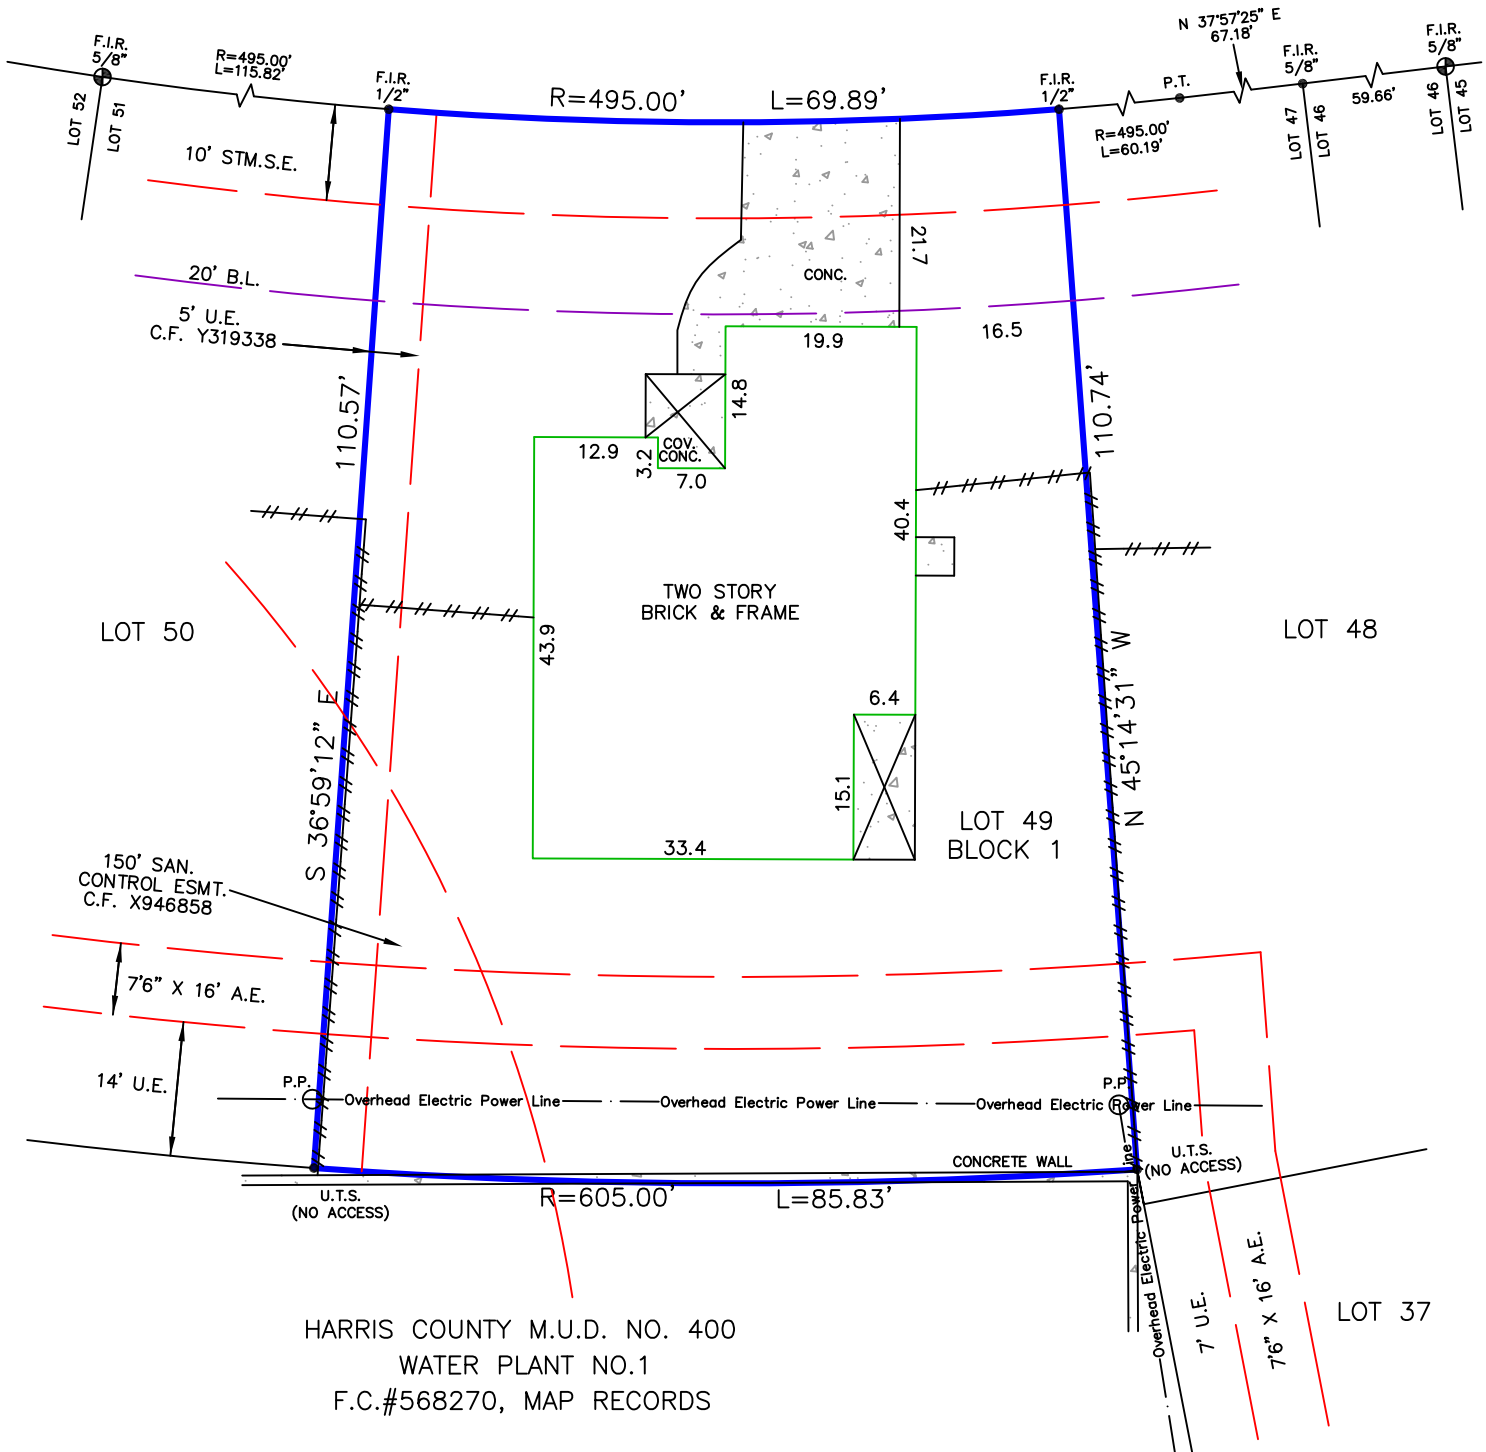 N 37°57'25" E
67.18'
F.I.R.
5/8"
R=495.00'
L=115.82'
F.I.R.
1/2"
R=495.00'
L=69.89'
F.I.R.
1/2"
P.T.
F.I.R.
5/8"
F.I.R.
5/8"
59.66'
LOT 52
LOT 51
R=495.00'
L=60.19'
LOT 47
LOT 46
LOT 46
LOT 45
10' STM.S.E.
21.7
CONC.
20' B.L.
5' U.E.
C.F. Y319338
19.9
16.5
110.57'
14.8
110.74'
12.9
3.2
COV.
CONC.
7.0
40.4
TWO STORY
BRICK & FRAME
LOT 50
43.9
LOT 48
6.4
S 36°59'12" E
N 45°14'31" W
15.1
LOT 49
BLOCK 1
33.4
150' SAN.
CONTROL ESMT.
C.F. X946858
7'6" X 16' A.E.
14' U.E.
P.P.
Overhead Electric Power Line
Overhead Electric Power Line
Overhead Electric Power Line
P.P.
CONCRETE WALL
U.T.S.
(NO ACCESS)
U.T.S.
(NO ACCESS)
R=605.00'
L=85.83'
Overhead Electric Power Line
7' U.E.
7'6" X 16' A.E.
LOT 37
HARRIS COUNTY M.U.D. NO. 400
WATER PLANT NO.1
F.C.#568270, MAP RECORDS